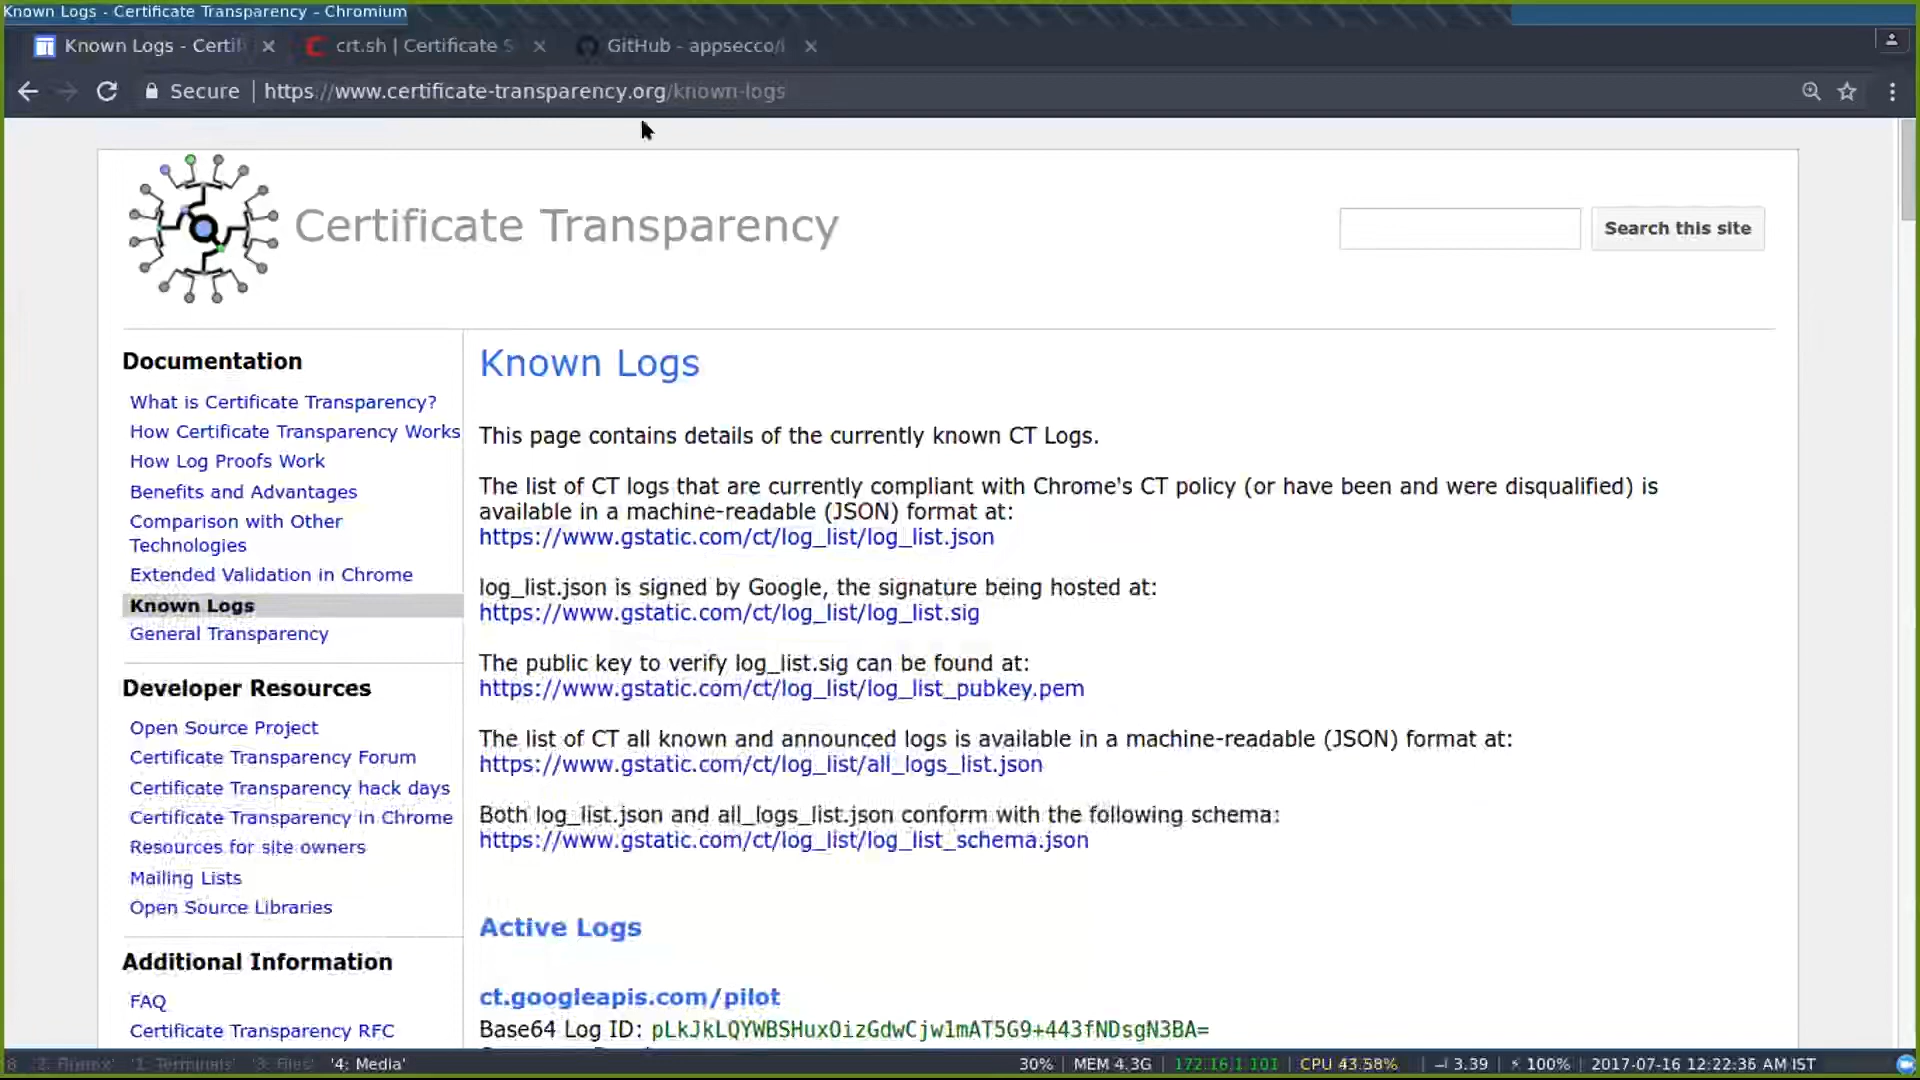 Known Logs - Certificate Transparency - Chromium
Known Logs - Certif
crt.sh | Certificate S
GitHub - appsecco/
Secure | https://www.certificate-transparency.org/known-logs
Certificate Transparency
Search this site
Documentation
What is Certificate Transparency?
How Certificate Transparency Works
How Log Proofs Work
Benefits and Advantages
Comparison with Other
Technologies
Extended Validation in Chrome
Known Logs
General Transparency
Developer Resources
Open Source Project
Certificate Transparency Forum
Certificate Transparency hack days
Certificate Transparency in Chrome
Resources for site owners
Mailing Lists
Open Source Libraries
Additional Information
FAQ
Certificate Transparency RFC
Known Logs
This page contains details of the currently known CT Logs.
The list of CT logs that are currently compliant with Chrome's CT policy (or have been and were disqualified) is
available in a machine-readable (JSON) format at:
https://www.gstatic.com/ct/log_list/log_list.json
log_list.json is signed by Google, the signature being hosted at:
https://www.gstatic.com/ct/log_list/log_list.sig
The public key to verify log_list.sig can be found at:
https://www.gstatic.com/ct/log_list/log_list_pubkey.pem
The list of CT all known and announced logs is available in a machine-readable (JSON) format at:
https://www.gstatic.com/ct/log_list/all_logs_list.json
Both log_list.json and all_logs_list.json conform with the following schema:
https://www.gstatic.com/ct/log_list/log_list_schema.json
Active Logs
ct.googleapis.com/pilot
Base64 Log ID: pLkJkLQYWBSHuxOizGdwCjw1mAT5G9+443fNDsgN3BA=
'1: Terminals' '3: Files' '4: Media' 30% | MEM 4.3G | 172.16.1.101 | CPU 43.58% | 3.39 | 100% | 2017-07-16 12:22:36 AM IST